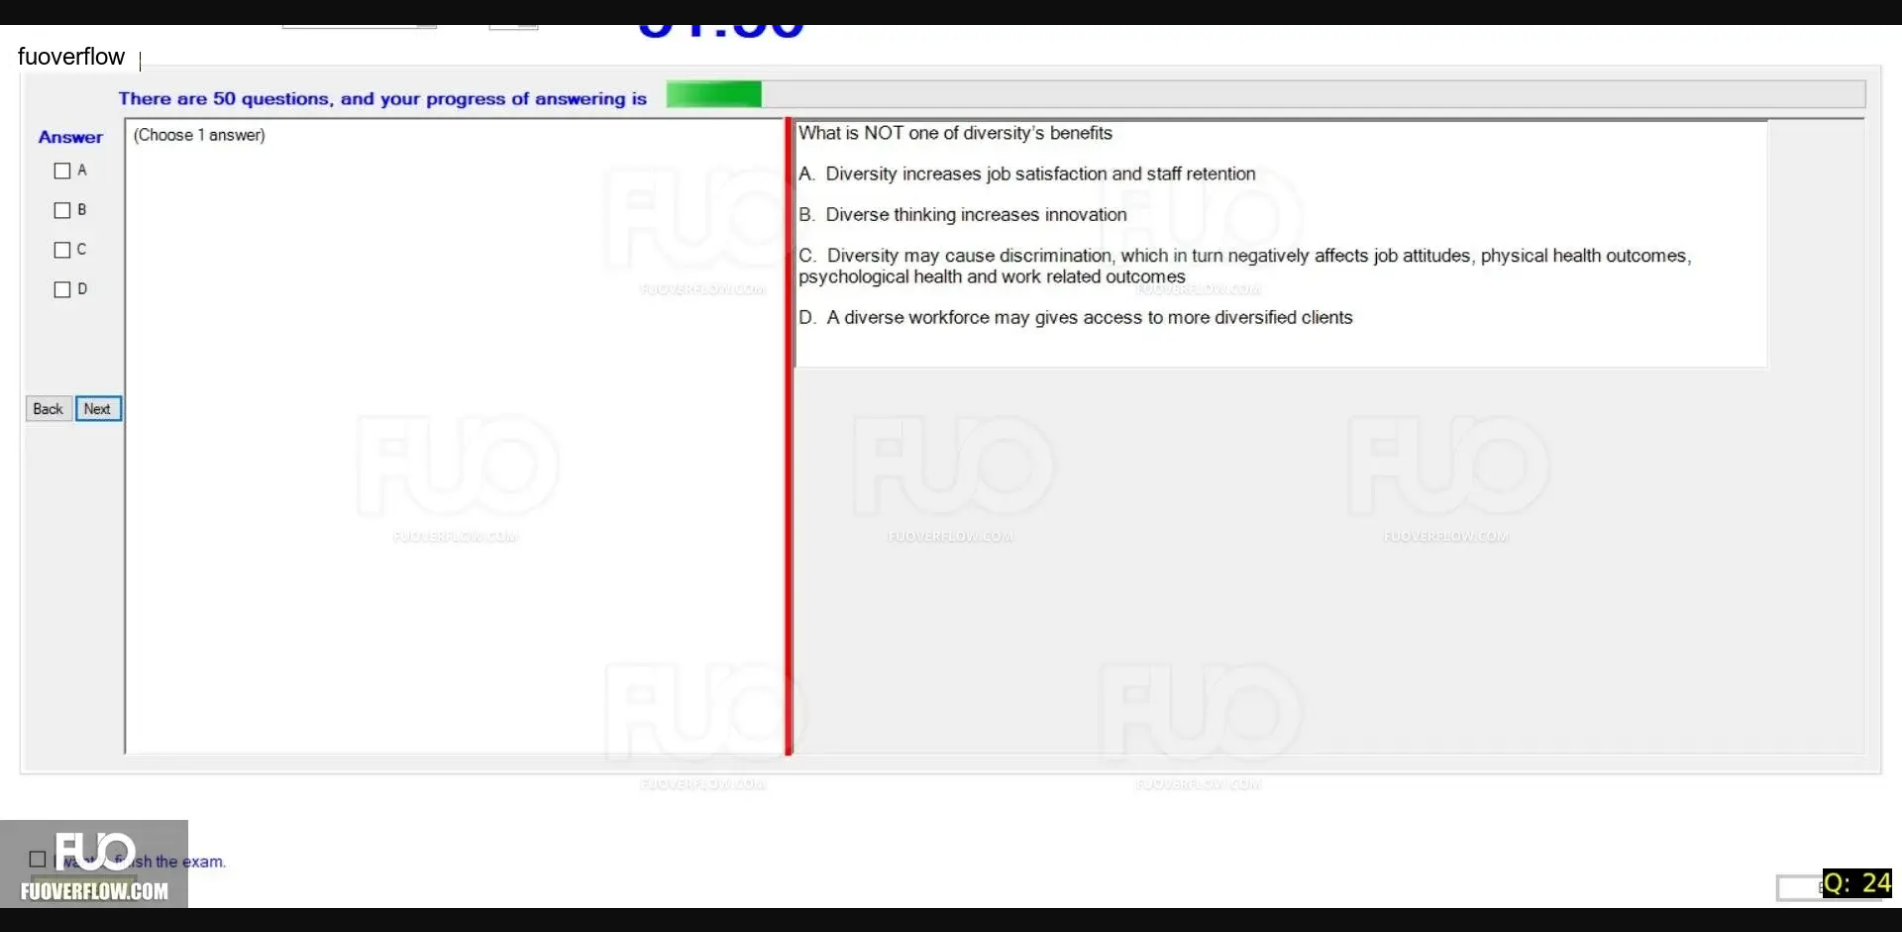 fuoverflow
There are 50 questions, and your progress of answering is
Answer
(Choose 1 answer)
A
B
C
D
Back
Next
What is NOT one of diversity's benefits
A. Diversity increases job satisfaction and staff retention
B. Diverse thinking increases innovation
C. Diversity may cause discrimination, which in turn negatively affects job attitudes, physical health outcomes,
psychological health and work related outcomes
D. A diverse workforce may gives access to more diversified clients
FUO
FUOVERFLOW.COM
FUO
FUOVERFLOW.COM
FUO
FUOVERFLOW.COM
FUO
FUOVERFLOW.COM
FUO
FUOVERFLOW.COM
FUO
FUOVERFLOW.COM
FUO
FUOVERFLOW.COM
the exam.
FUO
FUOVERFLOW.COM
Q: 24